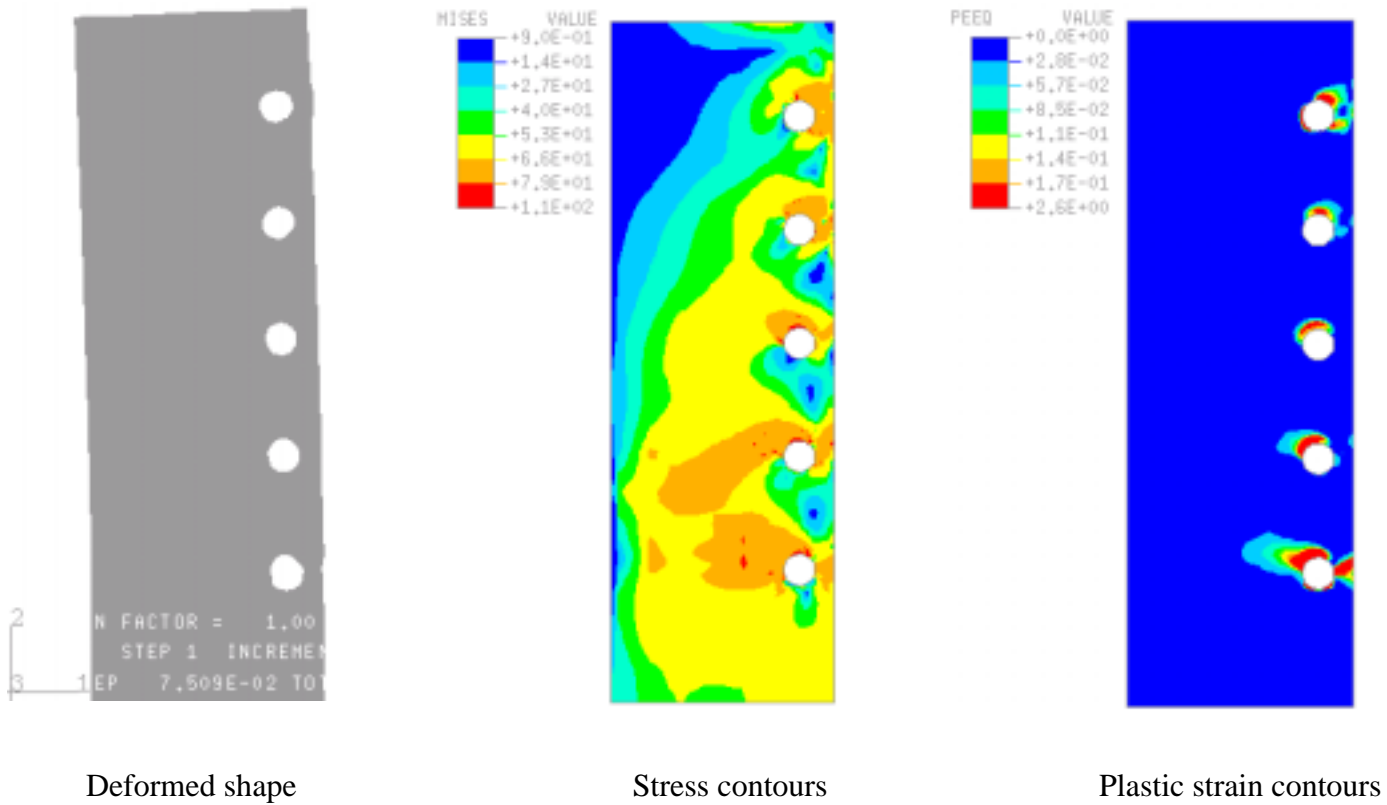 MISES VALUE
+9.0E-01
+1.4E+01
+2.7E+01
+4.0E+01
+5.3E+01
+6.6E+01
+7.9E+01
+1.1E+02
PEEQ VALUE
+0.0E+00
+2.8E-02
+5.7E-02
+8.5E-02
+1.1E-01
+1.4E-01
+1.7E-01
+2.6E+00
2
3 1
N FACTOR = 1.00
STEP 1 INCREMEN
EP 7.509E-02 TOT
Deformed shape
Stress contours
Plastic strain contours